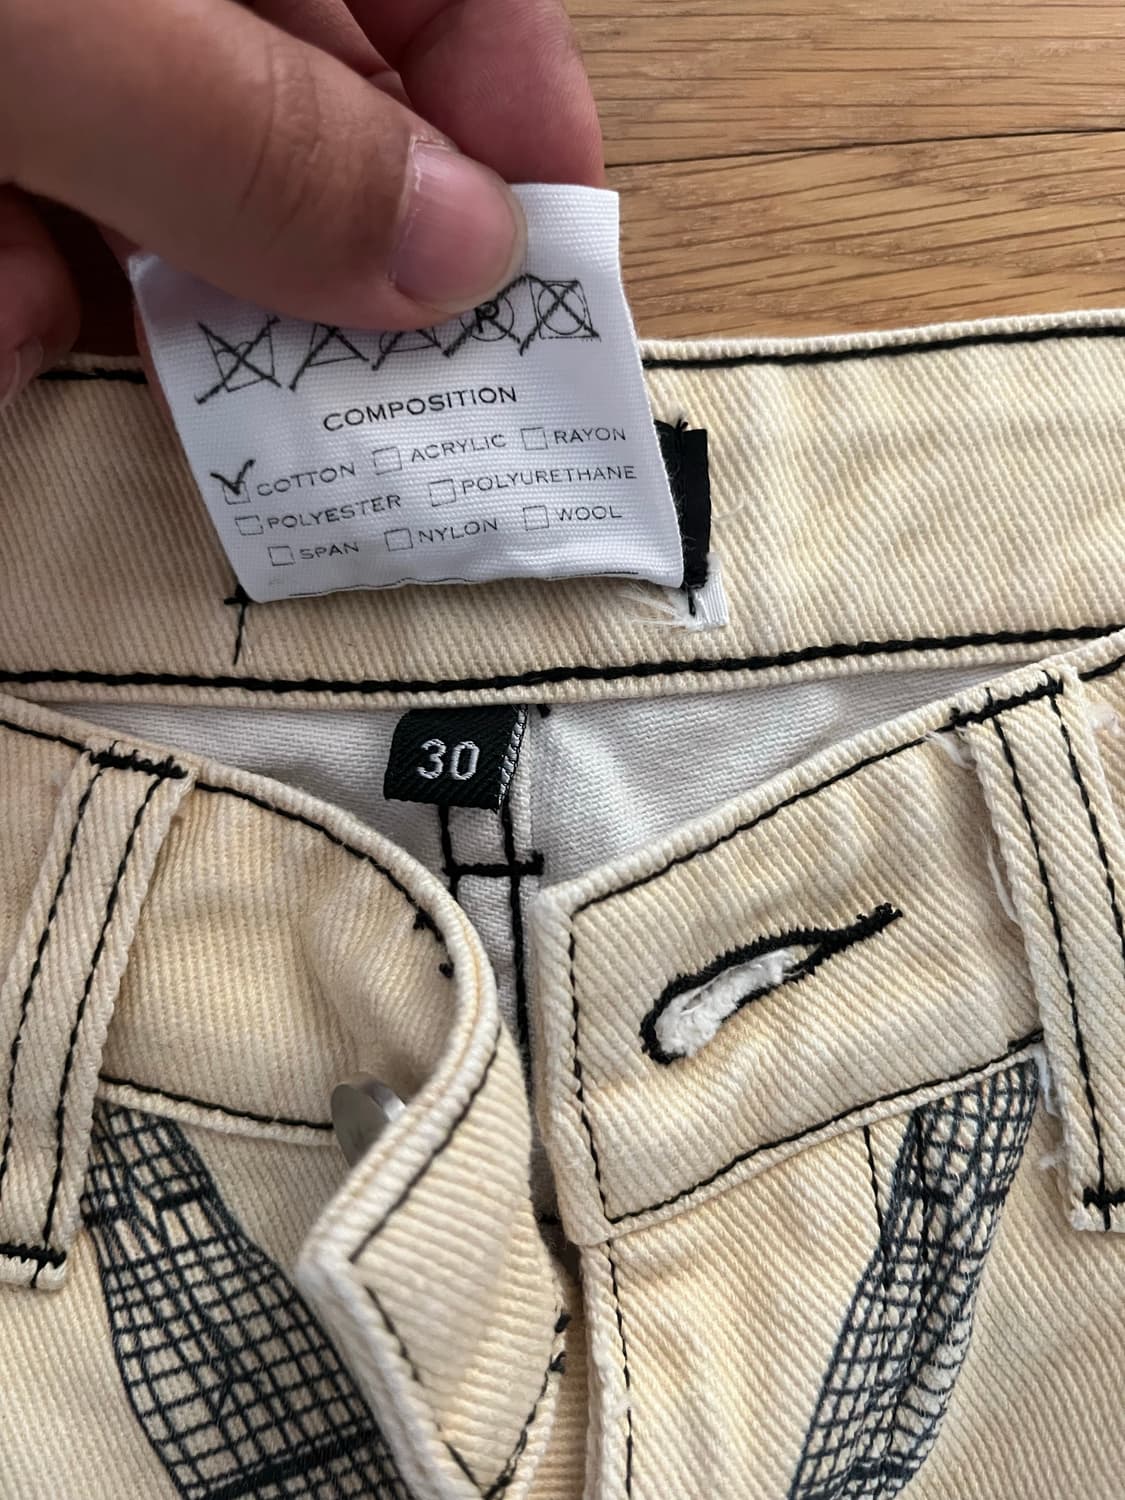 P
COMPOSITION
COTTON ACRYLIC RAYON
POLYESTER POLYURETHANE
SPAN NYLON WOOL
30